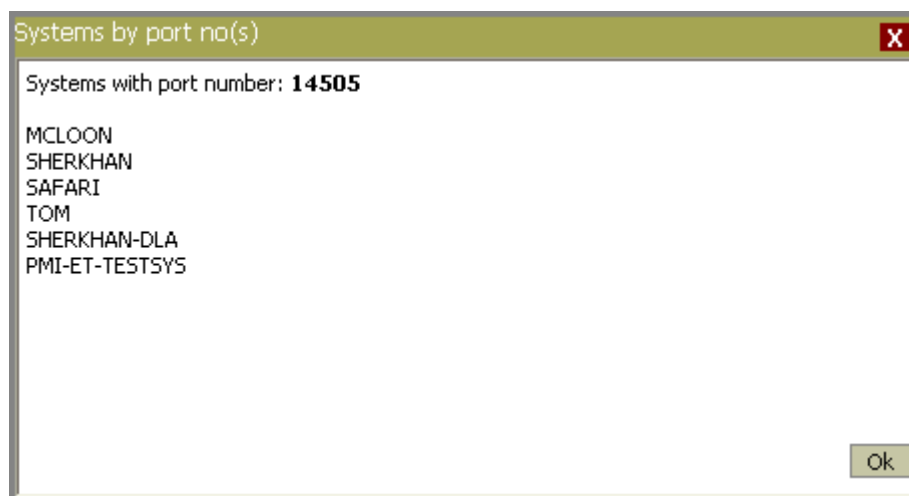 Systems by port no(s)
X
Systems with port number: 14505
MCLOON
SHERKHAN
SAFARI
TOM
SHERKHAN-DLA
PMI-ET-TESTSYS
Ok